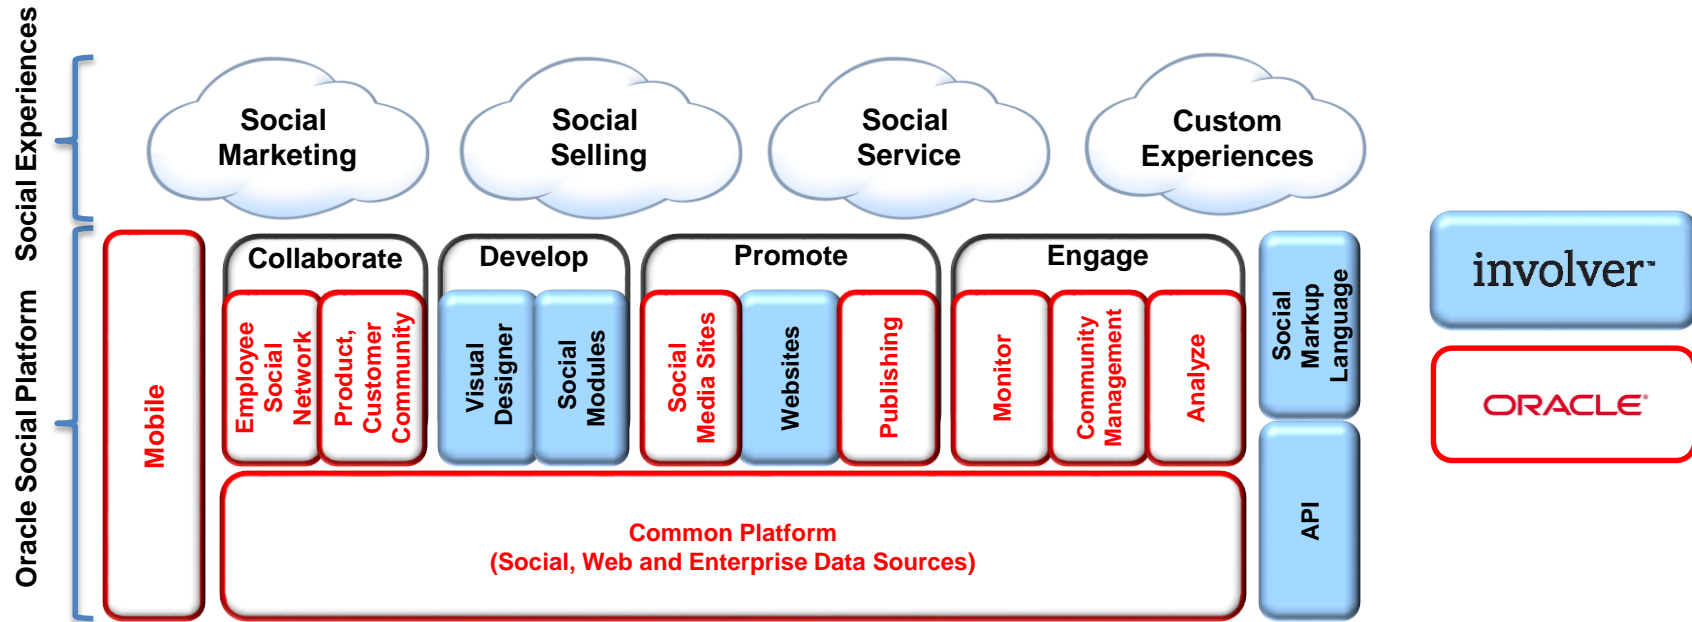 Social Experiences
Social
Marketing
Social
Selling
Social
Service
Custom
Experiences
Oracle Social Platform
Mobile
Collaborate
Employee
Social
Network
Product,
Customer
Community
Develop
Visual
Designer
Social
Modules
Promote
Social
Media Sites
Websites
Publishing
Engage
Monitor
Community
Management
Analyze
Social
Markup
Language
API
Common Platform
(Social, Web and Enterprise Data Sources)
involver™
ORACLE®